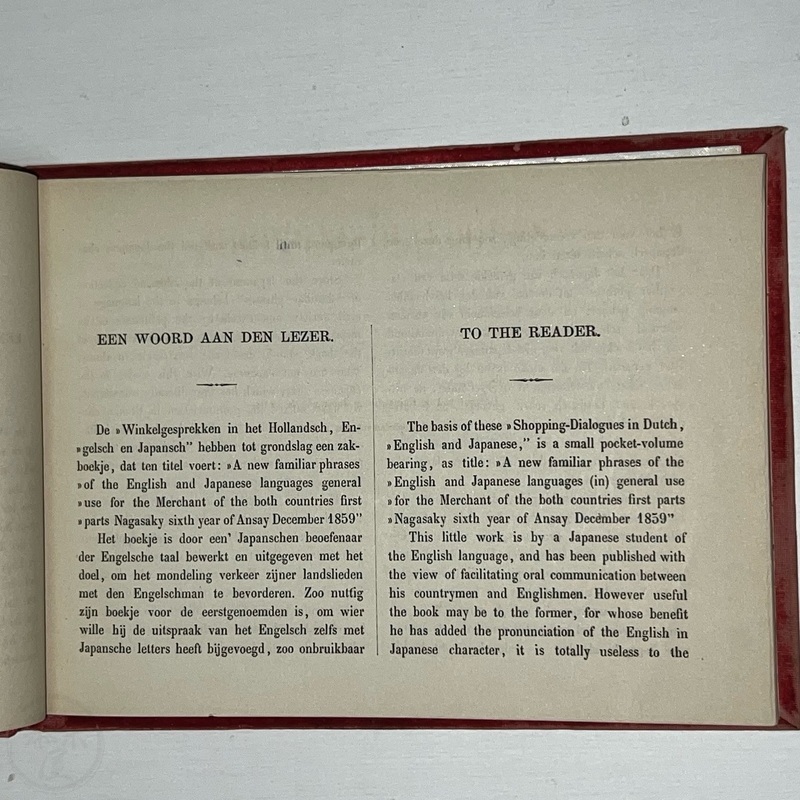 EEN WOORD AAN DEN LEZER.
De »Winkelgesprekken in het Hollandsch, En-
»gelsch en Japansch” hebben tot grondslag een zak-
boekje, dat ten titel voert: »A new familiar phrases
»of the English and Japanese languages general
»use for the Merchant of the both countries first
»parts Nagasaky sixth year of Ansay December 1859”
Het boekje is door een’ Japanschen beoefenaar
der Engelsche taal bewerkt en uitgegeven met het
doel, om het mondeling verkeer zijner landslieden
met den Engelschman te bevorderen. Zoo nuttig
zijn boekje voor de eerstgenoemden is, om wier
wille hij de uitspraak van het Engelsch zelfs met
Japansche letters heeft bijgevoegd, zoo onbruikbaar
TO THE READER.
The basis of these »Shopping-Dialogues in Dutch,
»English and Japanese,” is a small pocket-volume
bearing, as title: »A new familiar phrases of the
»English and Japanese languages (in) general use
»for the Merchant of the both countries first parts
»Nagasaky sixth year of Ansay December 1859”
This little work is by a Japanese student of
the English language, and has been published with
the view of facilitating oral communication between
his countrymen and Englishmen. However useful
the book may be to the former, for whose benefit
he has added the pronunciation of the English in
Japanese character, it is totally useless to the